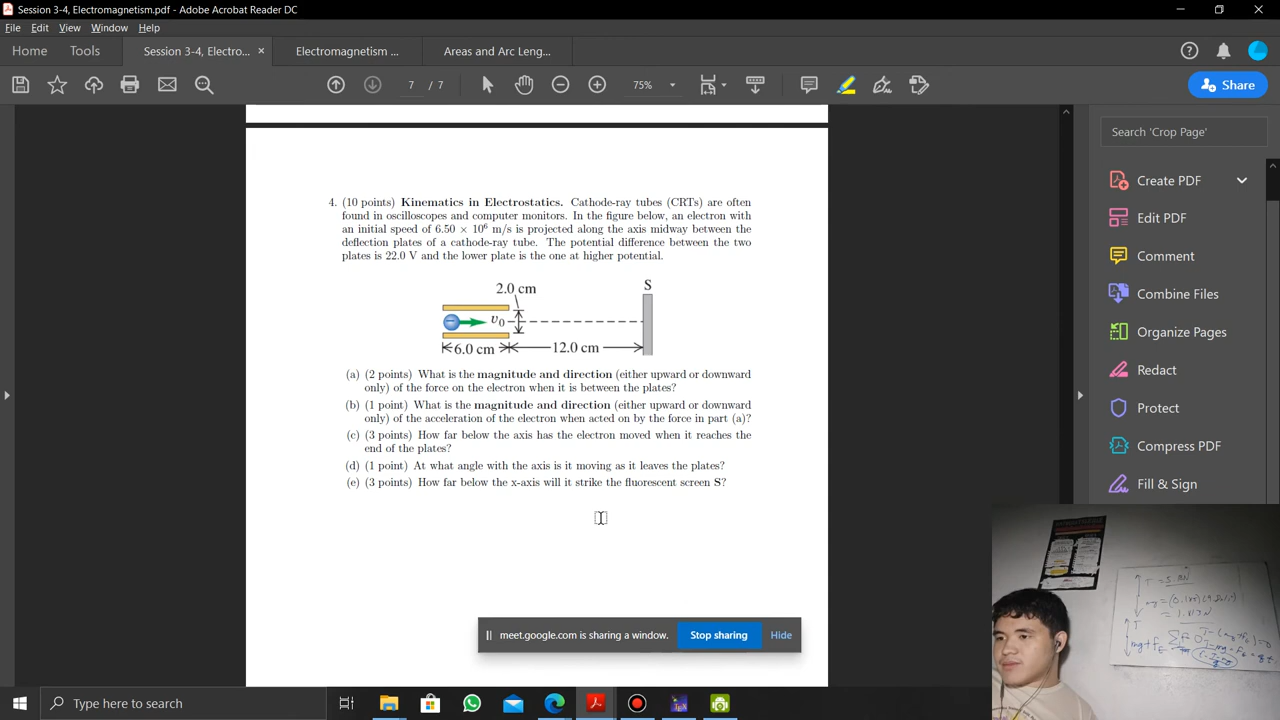 Session 3-4, Electromagnetism.pdf - Adobe Acrobat Reader DC
File Edit View Window Help
Home Tools Session 3-4, Electro... × Electromagnetism ... Areas and Arc Leng...
7 / 7 75% Share
Search 'Crop Page'
Create PDF
Edit PDF
Comment
Combine Files
Organize Pages
Redact
Protect
Compress PDF
Fill & Sign
4. (10 points) Kinematics in Electrostatics. Cathode-ray tubes (CRTs) are often
found in oscilloscopes and computer monitors. In the figure below, an electron with
an initial speed of 6.50 × 10⁶ m/s is projected along the axis midway between the
deflection plates of a cathode-ray tube. The potential difference between the two
plates is 22.0 V and the lower plate is the one at higher potential.
2.0 cm S
v₀
6.0 cm 12.0 cm
(a) (2 points) What is the magnitude and direction (either upward or downward
only) of the force on the electron when it is between the plates?
(b) (1 point) What is the magnitude and direction (either upward or downward
only) of the acceleration of the electron when acted on by the force in part (a)?
(c) (3 points) How far below the axis has the electron moved when it reaches the
end of the plates?
(d) (1 point) At what angle with the axis is it moving as it leaves the plates?
(e) (3 points) How far below the x-axis will it strike the fluorescent screen S?
meet.google.com is sharing a window. Stop sharing Hide
Type here to search